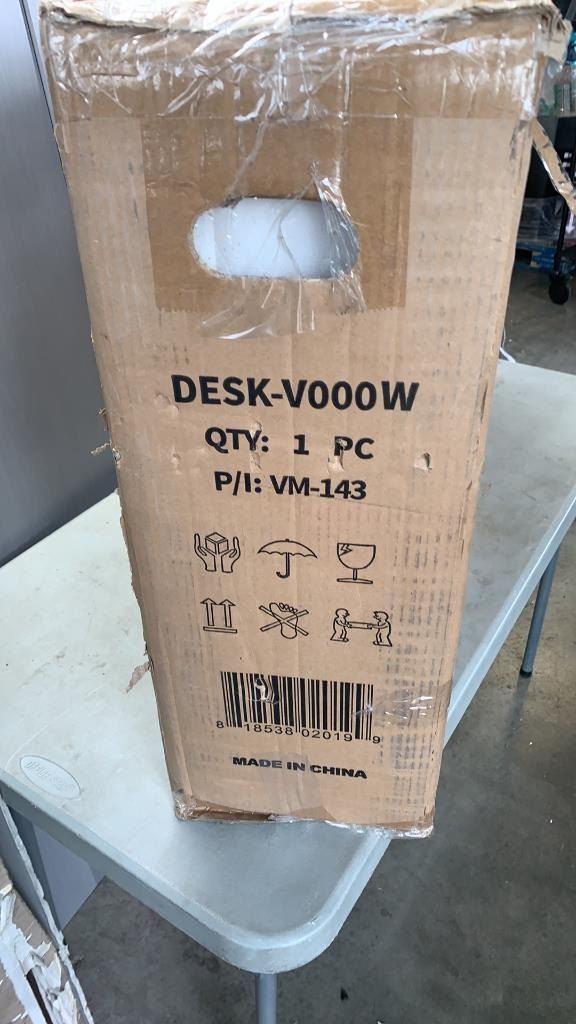 DESK-V000W
QTY: 1 PC
P/I: VM-143
8 18538 02019 9
MADE IN CHINA